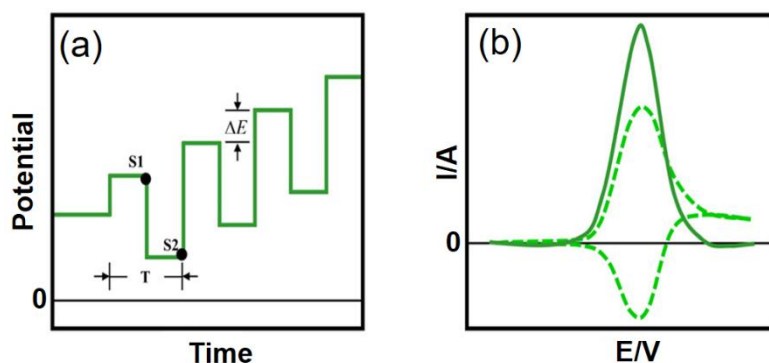 (a)
Potential
S1
ΔE
S2
T
0
Time
(b)
I/A
0
E/V